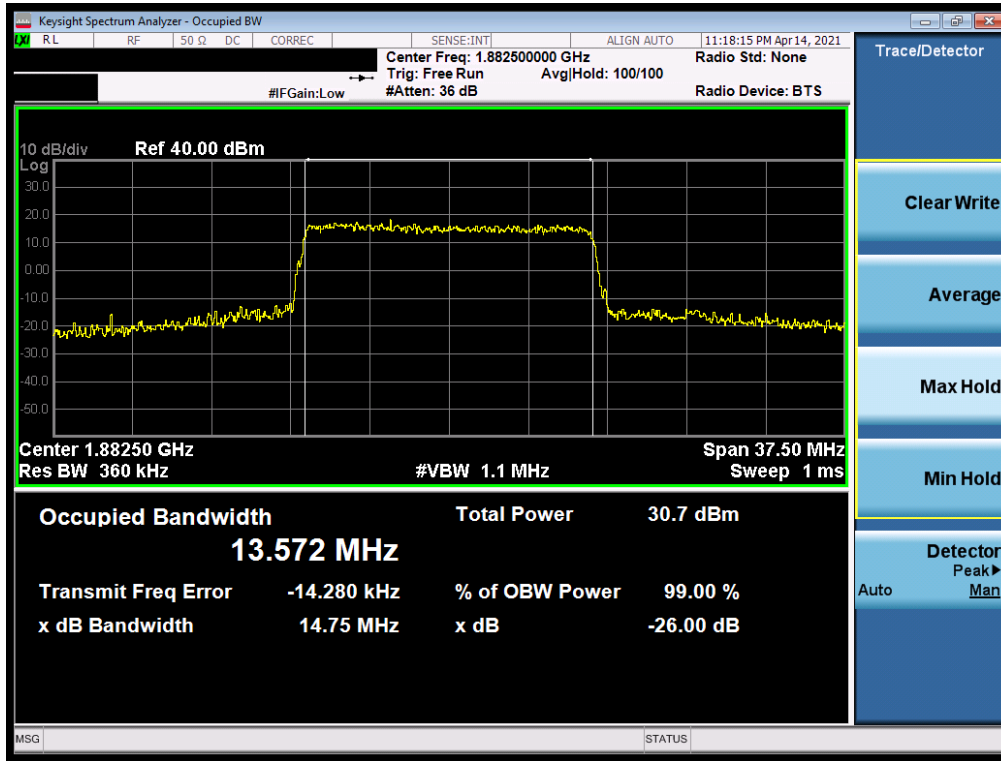 Keysight Spectrum Analyzer - Occupied BW
LXI RL RF 50 Ω DC CORREC SENSE:INT ALIGN AUTO 11:18:15 PM Apr 14, 2021
Center Freq: 1.882500000 GHz Radio Std: None
Trig: Free Run Avg|Hold: 100/100
#IFGain:Low #Atten: 36 dB Radio Device: BTS
Trace/Detector
10 dB/div Ref 40.00 dBm
Log
30.0
20.0
10.0
0.00
-10.0
-20.0
-30.0
-40.0
-50.0
Center 1.88250 GHz Span 37.50 MHz
Res BW 360 kHz #VBW 1.1 MHz Sweep 1 ms
Occupied Bandwidth Total Power 30.7 dBm
13.572 MHz
Transmit Freq Error -14.280 kHz % of OBW Power 99.00 %
x dB Bandwidth 14.75 MHz x dB -26.00 dB
Clear Write
Average
Max Hold
Min Hold
Detector
Peak▶
Auto Man
MSG STATUS